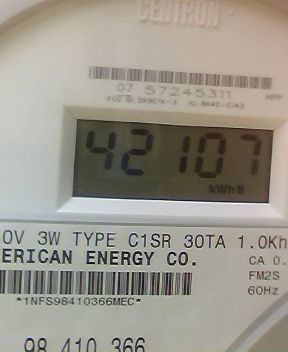 CENTRON®
07 57245311
42107
kWh
0V 3W TYPE C1SR 30TA 1.0Kh
ERICAN ENERGY CO.
CA 0.
FM2S
*1NFS98410366MEC*
60Hz
98 410 366